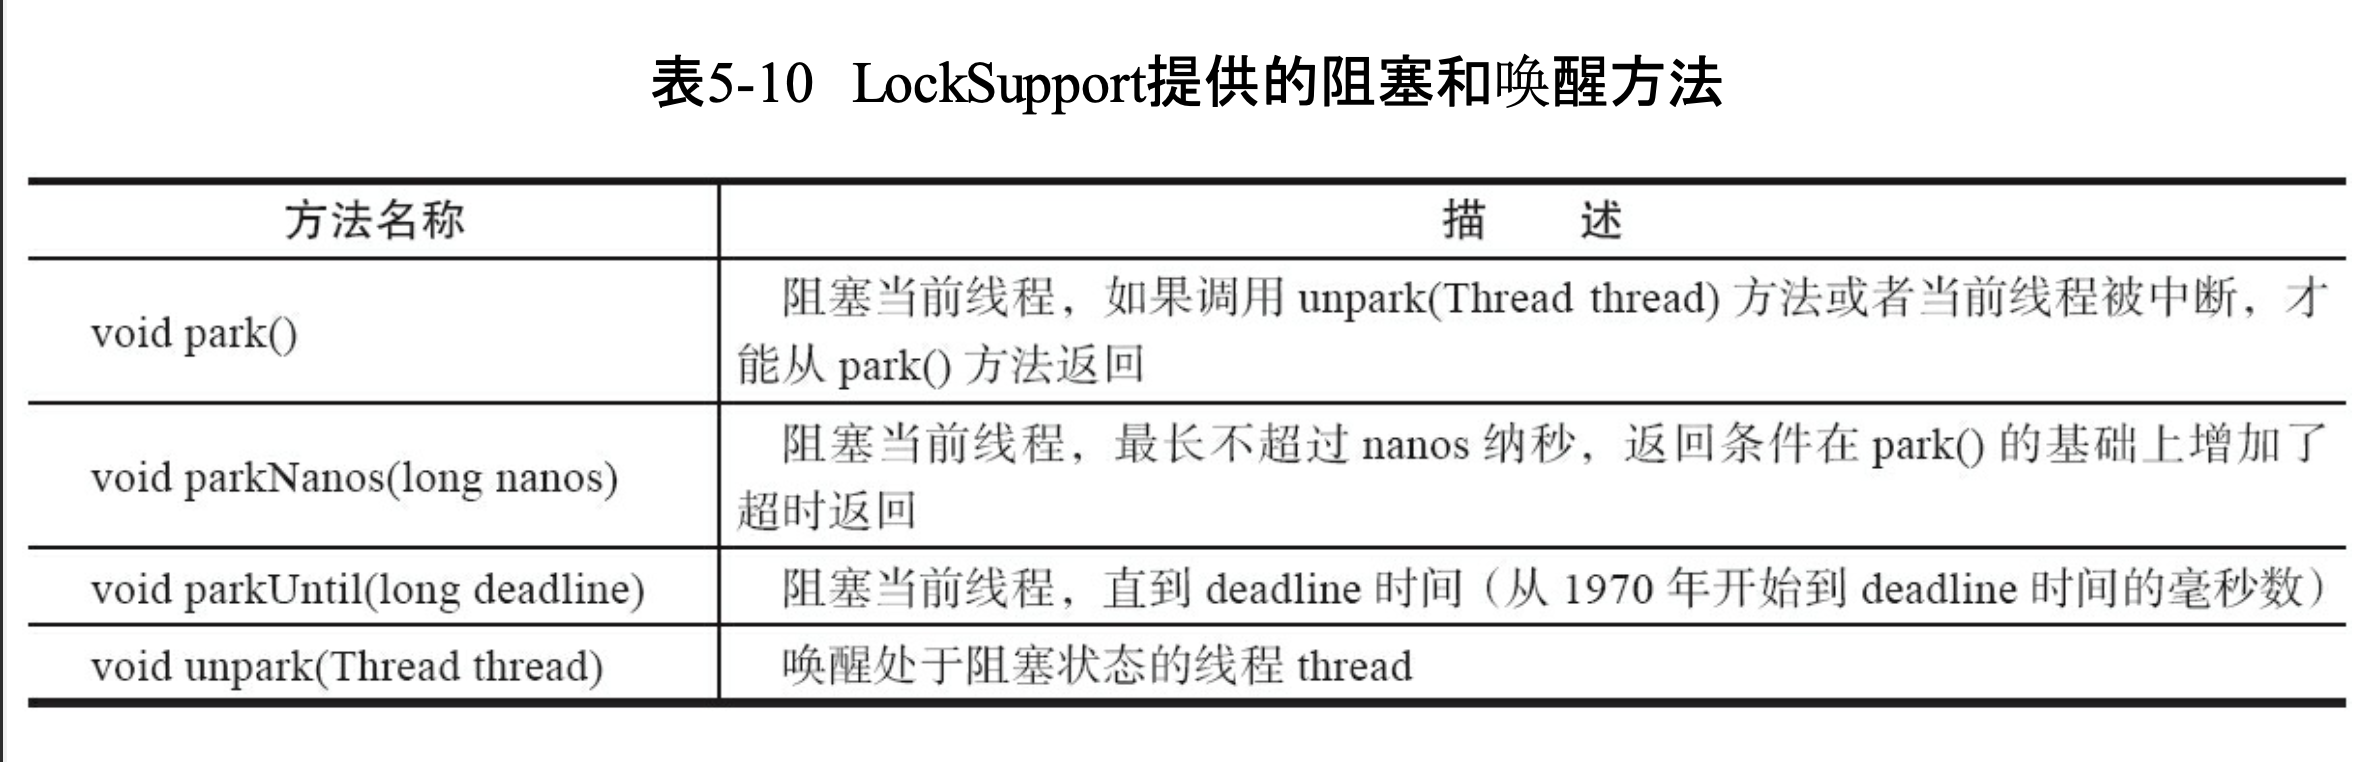 表5-10 LockSupport提供的阻塞和唤醒方法
方法名称 描 述
void park()
阻塞当前线程，如果调用 unpark(Thread thread) 方法或者当前线程被中断，才
能从 park() 方法返回
void parkNanos(long nanos)
阻塞当前线程，最长不超过 nanos 纳秒，返回条件在 park() 的基础上增加了
超时返回
void parkUntil(long deadline) 阻塞当前线程，直到 deadline 时间（从 1970 年开始到 deadline 时间的毫秒数）
void unpark(Thread thread) 唤醒处于阻塞状态的线程 thread